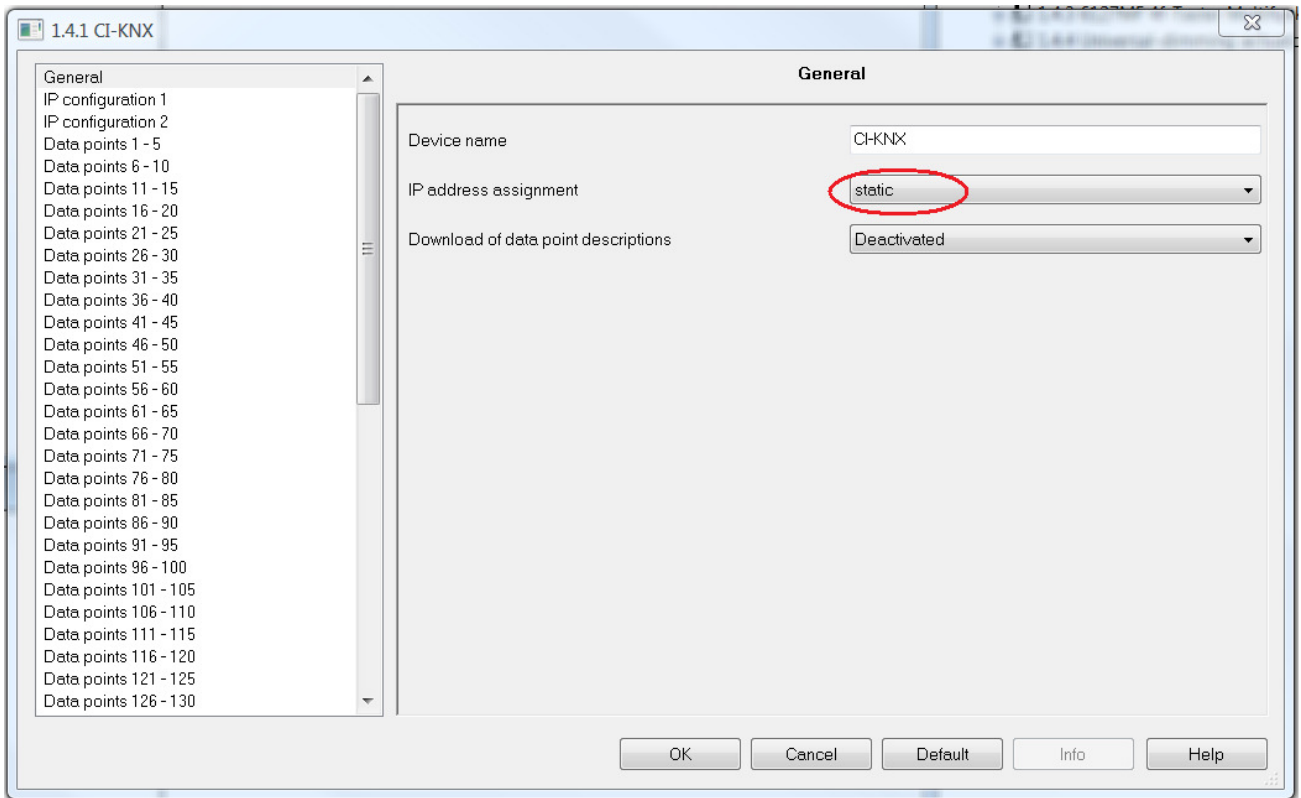 1.4.1 CI-KNX
General
IP configuration 1
IP configuration 2
Data points 1 - 5
Data points 6 - 10
Data points 11 - 15
Data points 16 - 20
Data points 21 - 25
Data points 26 - 30
Data points 31 - 35
Data points 36 - 40
Data points 41 - 45
Data points 46 - 50
Data points 51 - 55
Data points 56 - 60
Data points 61 - 65
Data points 66 - 70
Data points 71 - 75
Data points 76 - 80
Data points 81 - 85
Data points 86 - 90
Data points 91 - 95
Data points 96 - 100
Data points 101 - 105
Data points 106 - 110
Data points 111 - 115
Data points 116 - 120
Data points 121 - 125
Data points 126 - 130
General
Device name CI-KNX
IP address assignment static
Download of data point descriptions Deactivated
OK Cancel Default Info Help